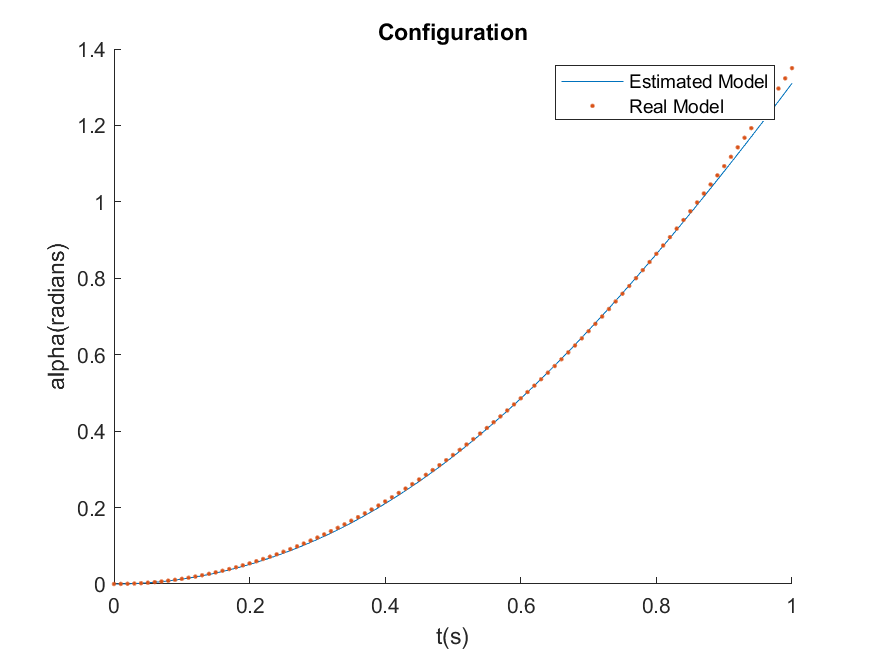 Configuration
1.4
Estimated Model
Real Model
1.2
1
0.8
alpha(radians)
0.6
0.4
0.2
0
0 0.2 0.4 0.6 0.8 1
t(s)